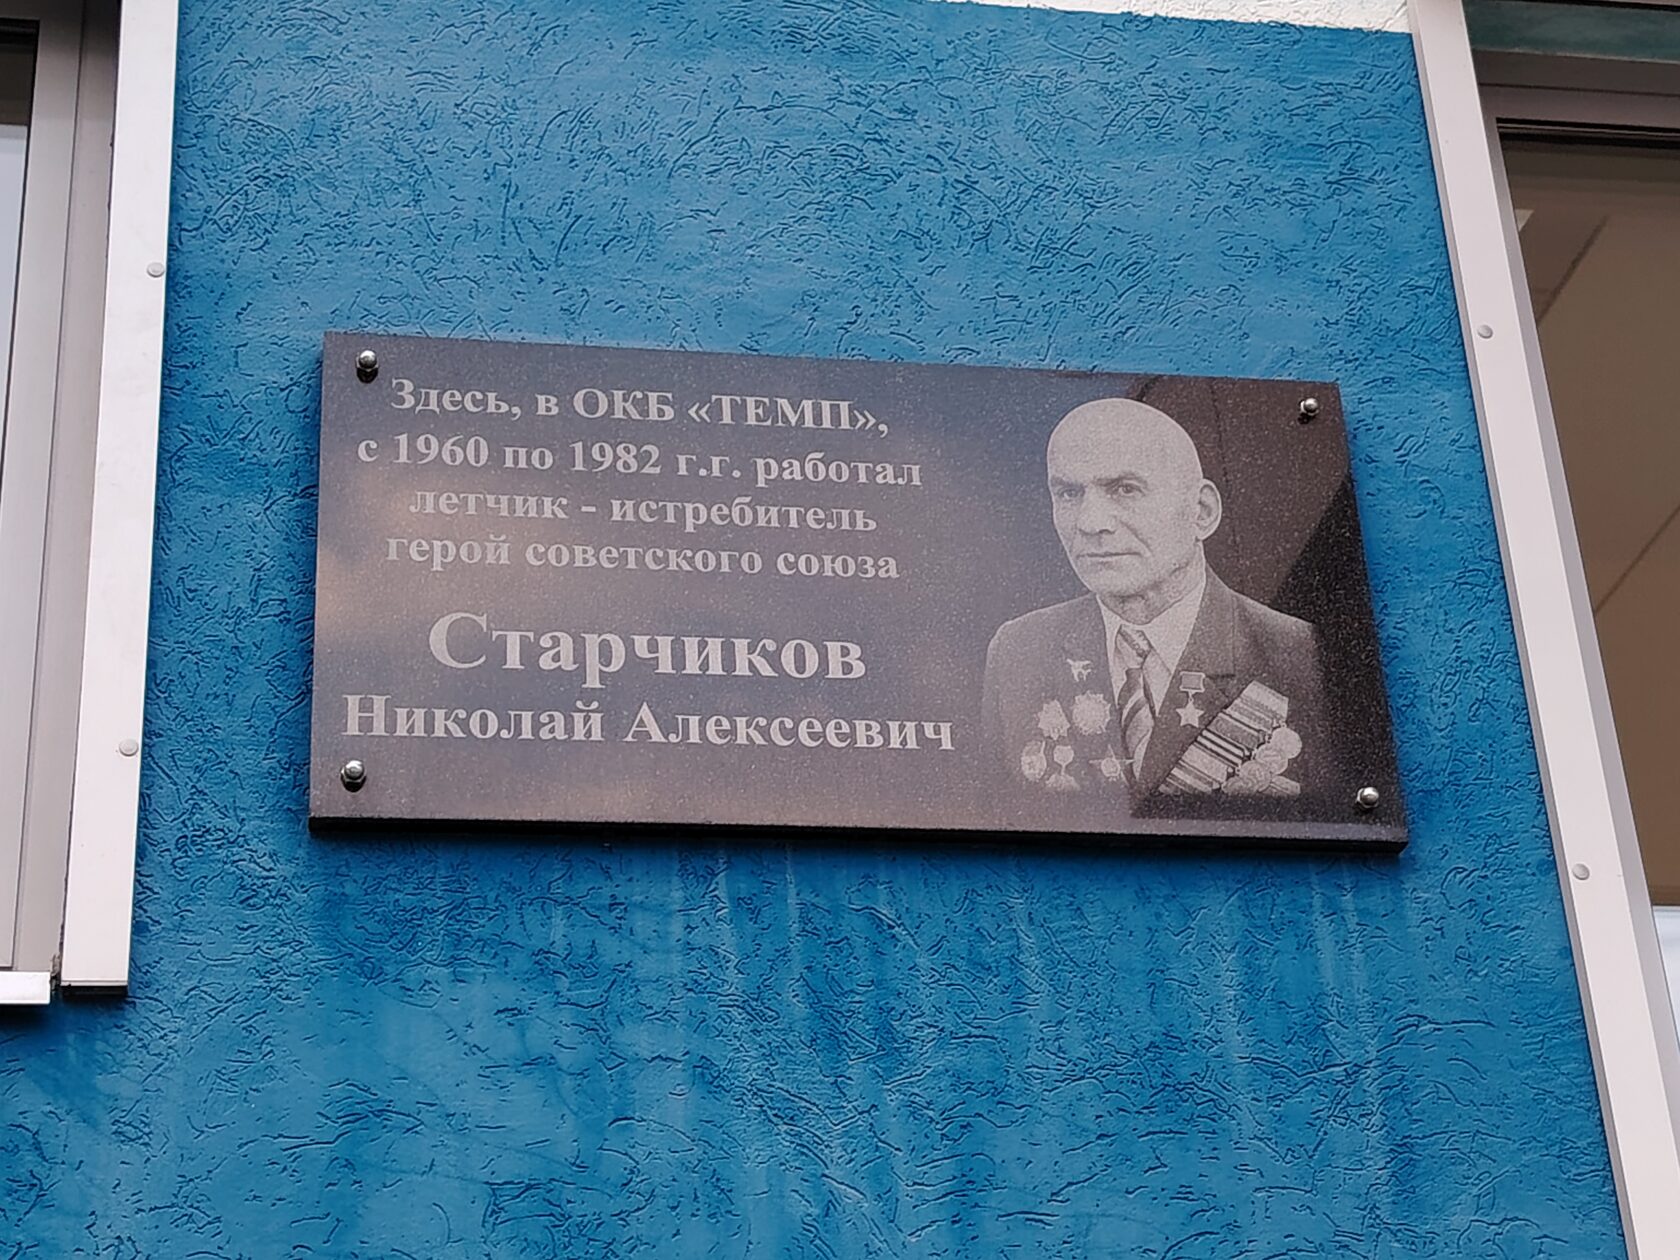 Здесь, в ОКБ «ТЕМП»,
с 1960 по 1982 г.г. работал
летчик - истребитель
герой советского союза
Старчиков
Николай Алексеевич